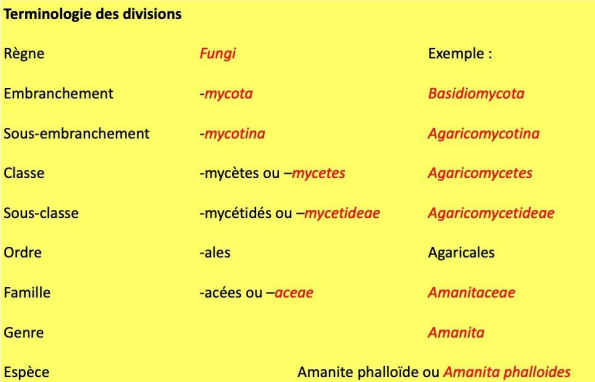 Terminologie des divisions
Règne Fungi Exemple :
Embranchement -mycota Basidiomycota
Sous-embranchement -mycotina Agaricomycotina
Classe -mycètes ou –mycetes Agaricomycetes
Sous-classe -mycétidés ou –mycetideae Agaricomycetideae
Ordre -ales Agaricales
Famille -acées ou –aceae Amanitaceae
Genre Amanita
Espèce Amanite phalloïde ou Amanita phalloides